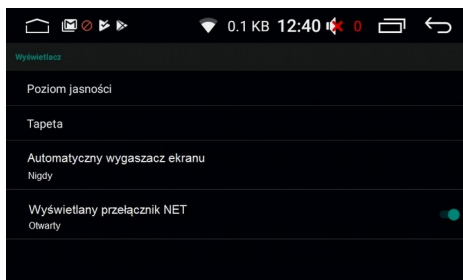 0.1 KB 12:40 0
Wyświetlacz
Poziom jasności
Tapeta
Automatyczny wygaszacz ekranu
Nigdy
Wyświetlany przełącznik NET
Otwarty